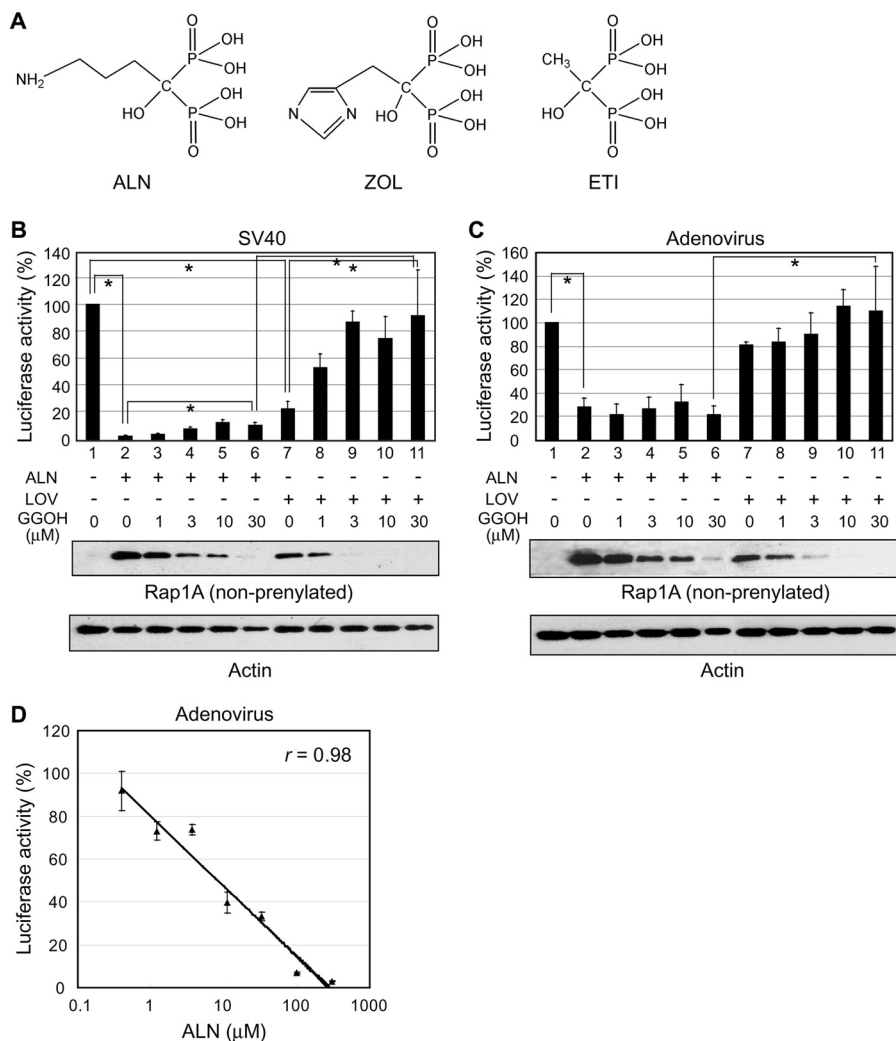 A
NH2
HO
C
P
O
OH
OH
P
OH
OH
O
ALN
N
N
HO
C
P
O
OH
OH
P
OH
OH
O
ZOL
CH3
HO
C
P
O
OH
OH
P
OH
OH
O
ETI
B
SV40
Luciferase activity (%)
140
120
100
80
60
40
20
0
* * * * *
1 2 3 4 5 6 7 8 9 10 11
ALN - + + + + + - - - - -
LOV - - - - - - + + + + +
GGOH (μM) 0 0 1 3 10 30 0 1 3 10 30
Rap1A (non-prenylated)
Actin
C
Adenovirus
Luciferase activity (%)
160
140
120
100
80
60
40
20
0
* *
1 2 3 4 5 6 7 8 9 10 11
ALN - + + + + + - - - - -
LOV - - - - - - + + + + +
GGOH (μM) 0 0 1 3 10 30 0 1 3 10 30
Rap1A (non-prenylated)
Actin
D
Adenovirus
r = 0.98
Luciferase activity (%)
120
100
80
60
40
20
0
0.1 1 10 100 1000
ALN (μM)